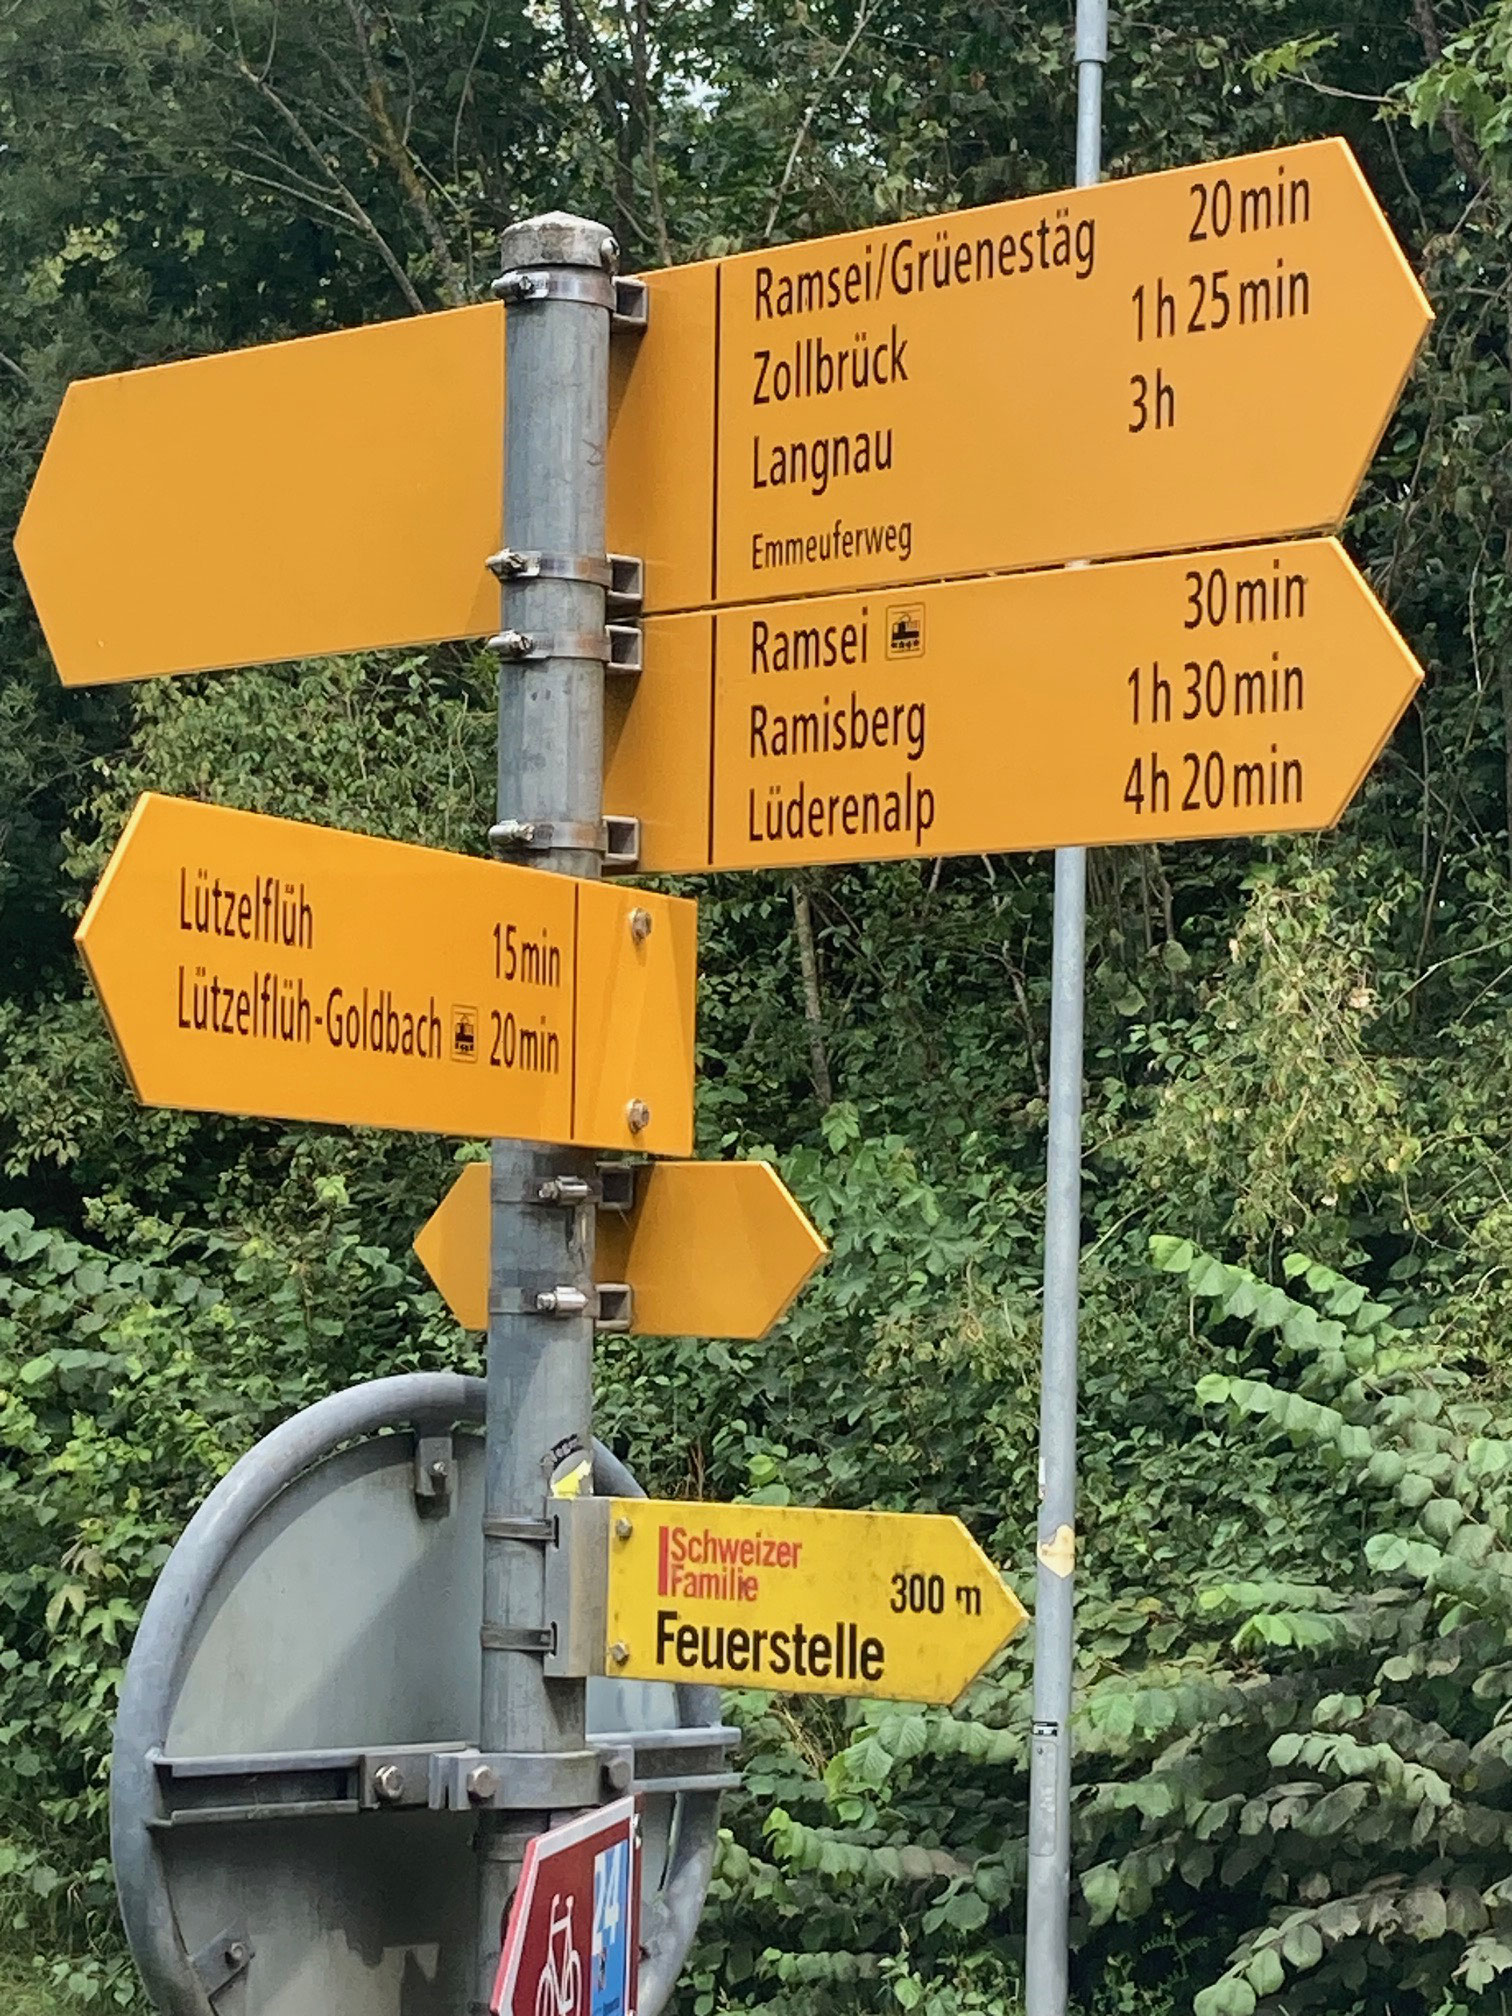 Ramsei/Grüenestäg 20min
Zollbrück 1h 25min
Langnau 3h
Emmeuferweg
Ramsei 30min
Ramisberg 1h 30min
Lüderenalp 4h 20min
Lützelflüh 15min
Lützelflüh-Goldbach 20min
Schweizer
Familie
300 m
Feuerstelle
24